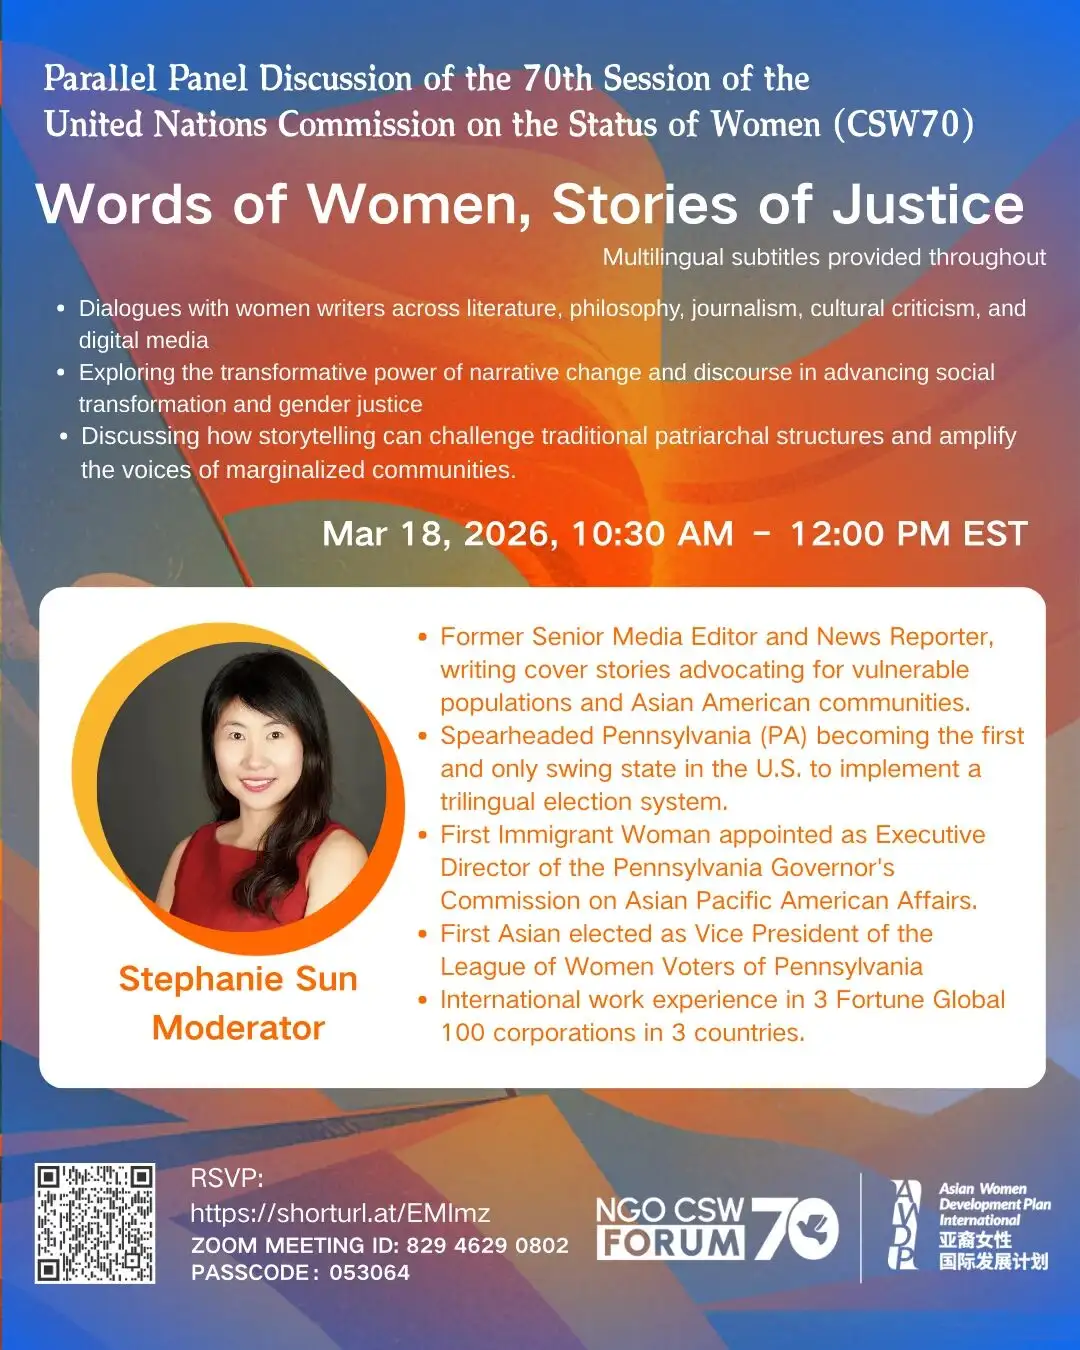 Parallel Panel Discussion of the 70th Session of the
United Nations Commission on the Status of Women (CSW70)
Words of Women, Stories of Justice
Multilingual subtitles provided throughout
• Dialogues with women writers across literature, philosophy, journalism, cultural criticism, and
digital media
• Exploring the transformative power of narrative change and discourse in advancing social
transformation and gender justice
• Discussing how storytelling can challenge traditional patriarchal structures and amplify
the voices of marginalized communities.
Mar 18, 2026, 10:30 AM – 12:00 PM EST
• Former Senior Media Editor and News Reporter,
writing cover stories advocating for vulnerable
populations and Asian American communities.
• Spearheaded Pennsylvania (PA) becoming the first
and only swing state in the U.S. to implement a
trilingual election system.
• First Immigrant Woman appointed as Executive
Director of the Pennsylvania Governor's
Commission on Asian Pacific American Affairs.
• First Asian elected as Vice President of the
League of Women Voters of Pennsylvania
• International work experience in 3 Fortune Global
100 corporations in 3 countries.
Stephanie Sun
Moderator
RSVP:
https://shorturl.at/EMImz
ZOOM MEETING ID: 829 4629 0802
PASSCODE: 053064
NGO CSW
FORUM 70
AWDP
Asian Women
Development Plan
International
亚裔女性
国际发展计划